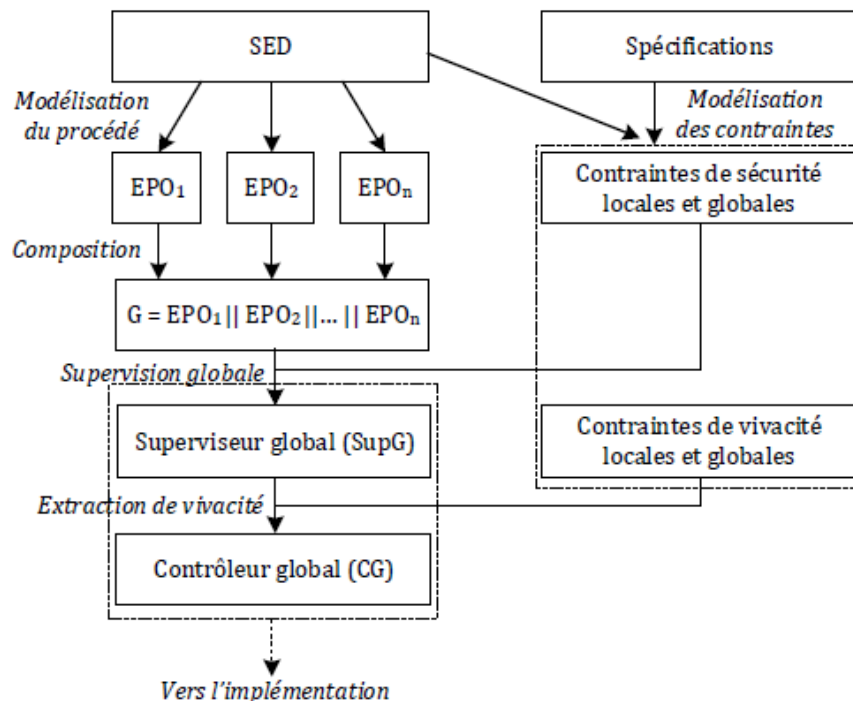 SED
Spécifications
Modélisation
du procédé
Modélisation
des contraintes
EPO₁
EPO₂
EPOₙ
Contraintes de sécurité
locales et globales
Composition
G = EPO₁|| EPO₂||... || EPOₙ
Supervision globale
Superviseur global (SupG)
Contraintes de vivacité
locales et globales
Extraction de vivacité
Contrôleur global (CG)
Vers l'implémentation